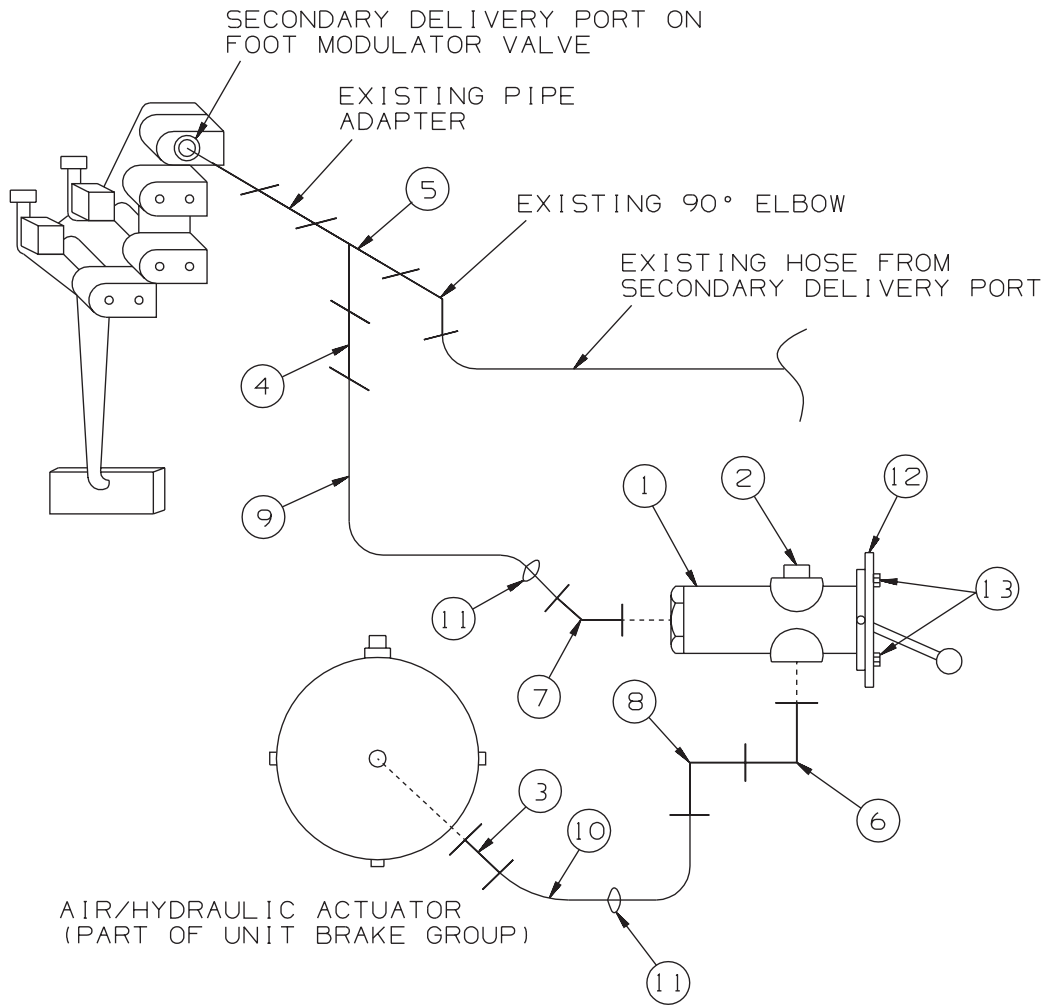 SECONDARY DELIVERY PORT ON
FOOT MODULATOR VALVE
EXISTING PIPE
ADAPTER
5
EXISTING 90° ELBOW
EXISTING HOSE FROM
SECONDARY DELIVERY PORT
4
9
1
2
12
13
11
7
8
3
10
6
AIR/HYDRAULIC ACTUATOR
(PART OF UNIT BRAKE GROUP)
11